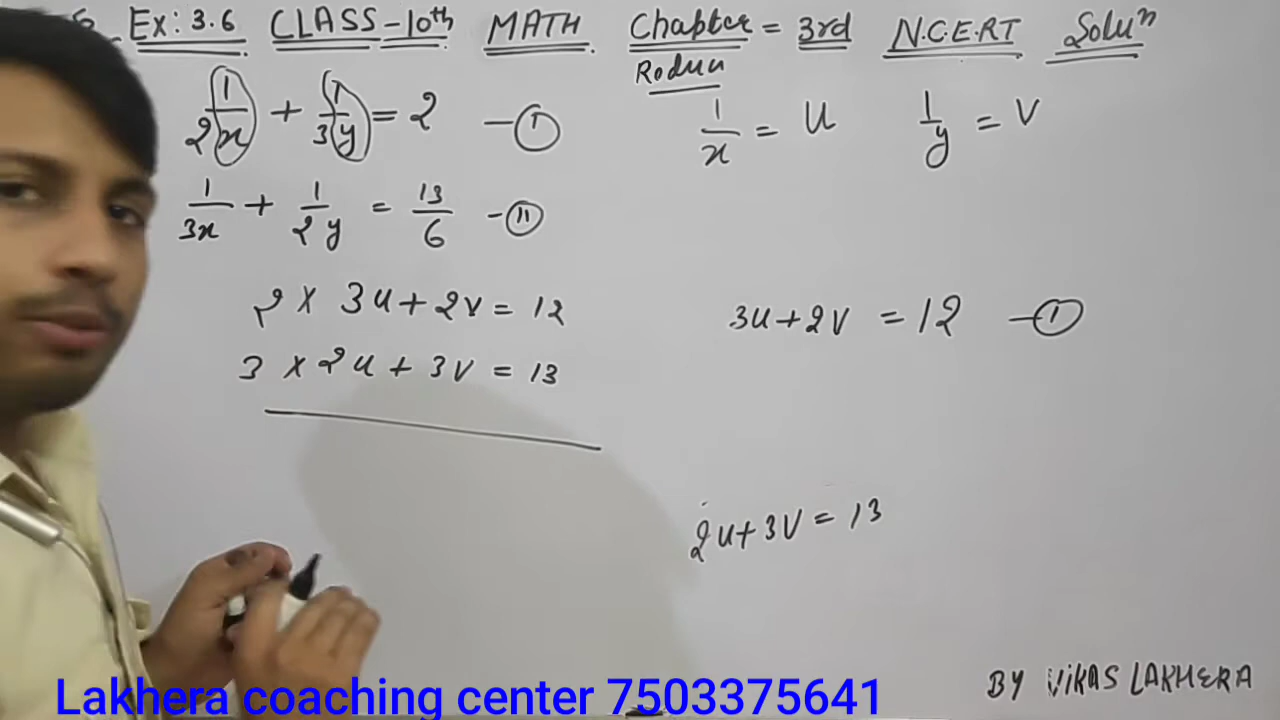 Ex: 3.6 CLASS-10th MATH Chapter = 3rd N.C.E.R.T Soluⁿ
1/2x + 1/3y = 2 - I
1/x = u 1/y = v
1/3x + 1/2y = 13/6 - II
2 × 3u + 2v = 12
3u + 2v = 12 - I
3 × 2u + 3v = 13
2u + 3v = 13
BY VIKAS LAKHERA
Lakhera coaching center 7503375641